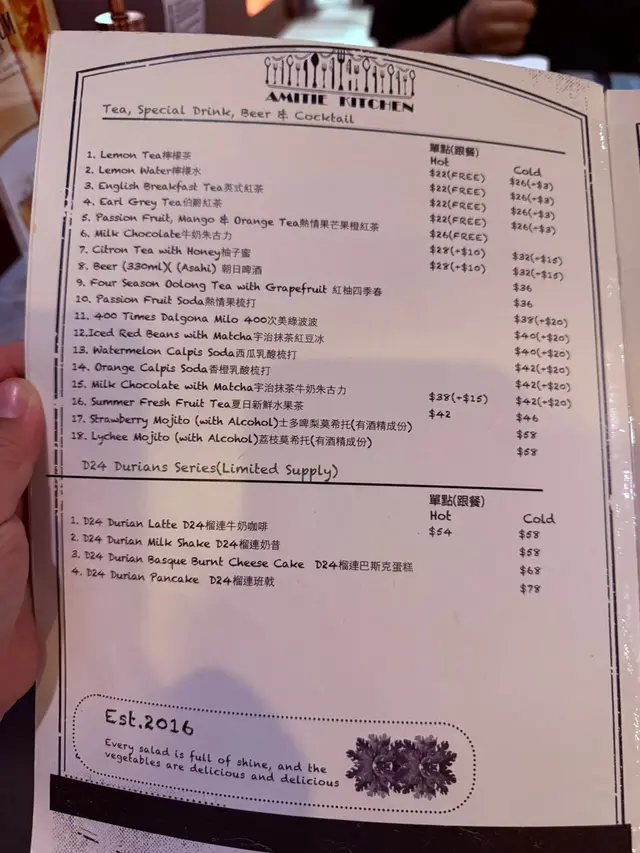 AMITIE KITCHEN
Tea, Special Drink, Beer & Cocktail
單點(跟餐)
Hot Cold
1. Lemon Tea檸檬茶 $22(FREE) $26(+$3)
2. Lemon Water檸檬水 $22(FREE) $26(+$3)
3. English Breakfast Tea英式紅茶 $22(FREE) $26(+$3)
4. Earl Grey Tea伯爵紅茶 $22(FREE) $26(+$3)
5. Passion Fruit, Mango & Orange Tea熱情果芒果橙紅茶 $26(FREE)
6. Milk Chocolate牛奶朱古力 $28(+$10) $32(+$15)
7. Citron Tea with Honey柚子蜜 $28(+$10) $32(+$15)
8. Beer (330ml)( (Asahi) 朝日啤酒 $36
9. Four Season Oolong Tea with Grapefruit 紅柚四季春 $36
10. Passion Fruit Soda熱情果梳打 $38(+$20)
11. 400 Times Dalgona Milo 400次美綠波波 $40(+$20)
12.Iced Red Beans with Matcha宇治抹茶紅豆冰 $40(+$20)
13. Watermelon Calpis Soda西瓜乳酸梳打 $42(+$20)
14. Orange Calpis Soda香橙乳酸梳打 $42(+$20)
15. Milk Chocolate with Matcha宇治抹茶牛奶朱古力 $38(+$15) $42(+$20)
16. Summer Fresh Fruit Tea夏日新鮮水果茶 $42 $46
17. Strawberry Mojito (with Alcohol)士多啤梨莫希托(有酒精成份) $58
18. Lychee Mojito (with Alcohol)荔枝莫希托(有酒精成份) $58
D24 Durians Series(Limited Supply)
單點(跟餐)
Hot Cold
1. D24 Durian Latte D24榴連牛奶咖啡 $54 $58
2. D24 Durian Milk Shake D24榴連奶昔 $58
3. D24 Durian Basque Burnt Cheese Cake D24榴連巴斯克蛋糕 $68
4. D24 Durian Pancake D24榴連班戟 $78
Est.2016
Every salad is full of shine, and the
vegetables are delicious and delicious